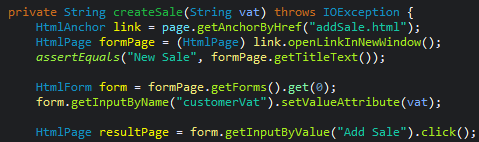 private String createSale(String vat) throws IOException {
HtmlAnchor link = page.getAnchorByHref("addSale.html");
HtmlPage formPage = (HtmlPage) link.openLinkInNewWindow();
assertEquals("New Sale", formPage.getTitleText());
HtmlForm form = formPage.getForms().get(0);
form.getInputByName("customerVat").setValueAttribute(vat);
HtmlPage resultPage = form.getInputByValue("Add Sale").click();